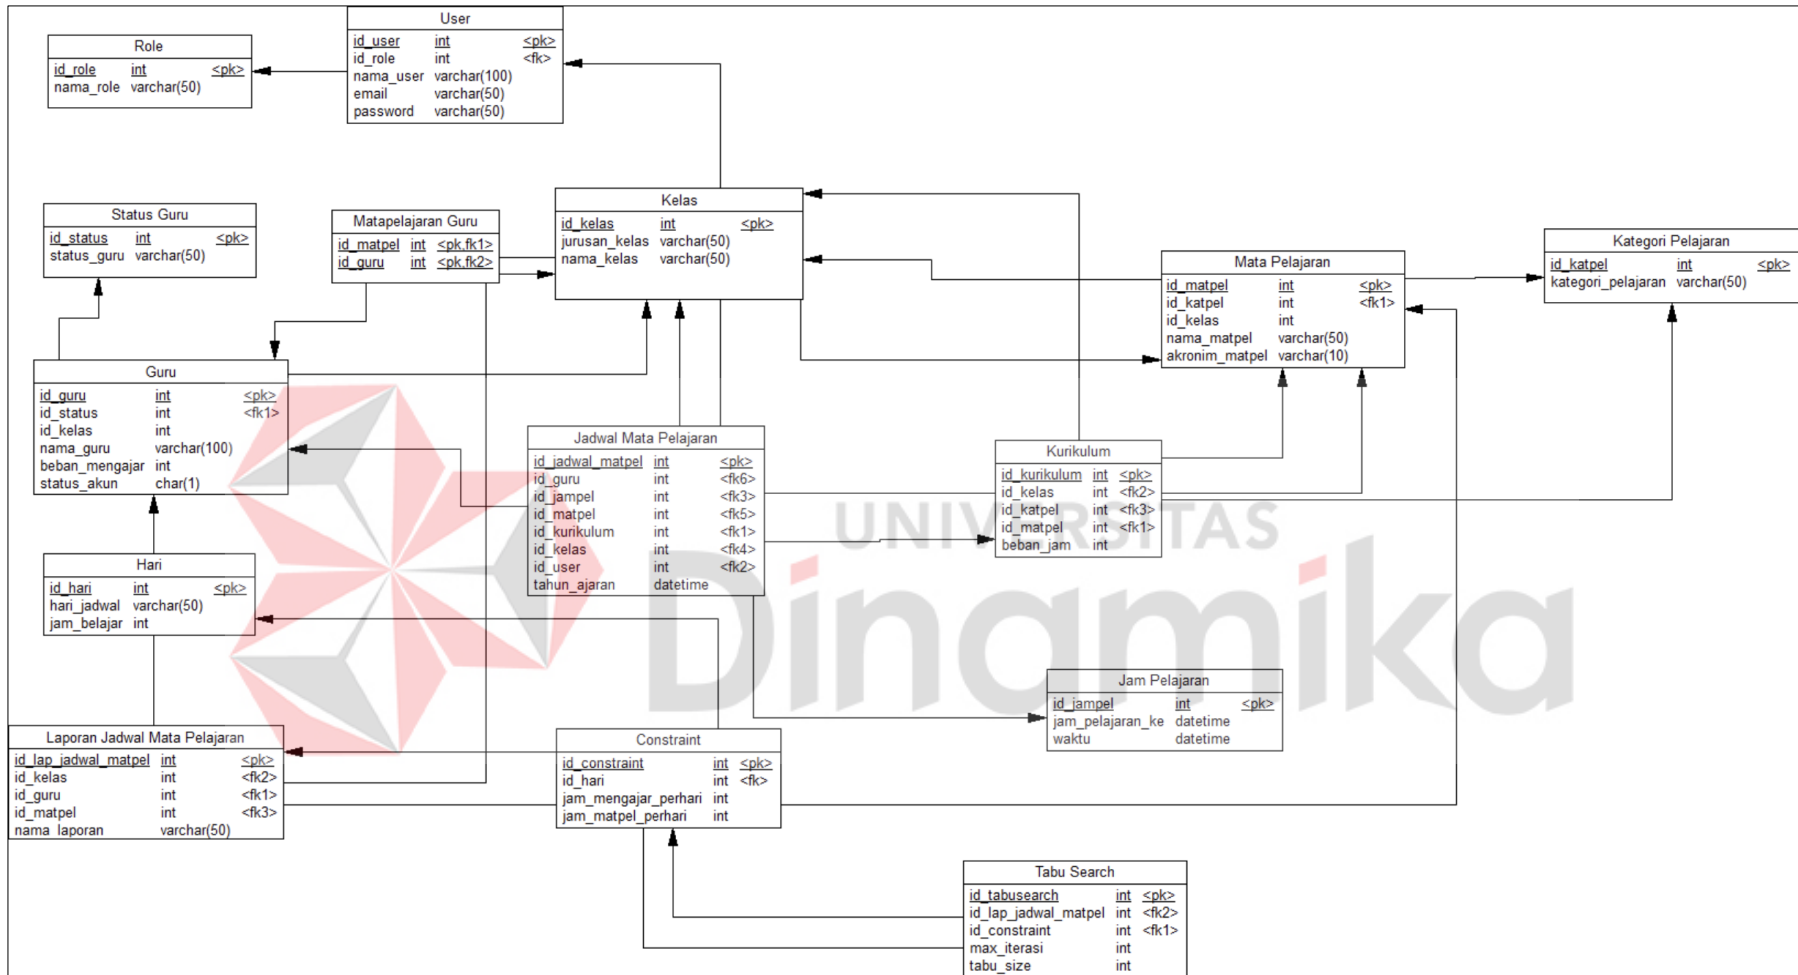 User
id_user int <pk>
id_role int <fk>
nama_user varchar(100)
email varchar(50)
password varchar(50)
Role
id_role int <pk>
nama_role varchar(50)
Status Guru
id_status int <pk>
status_guru varchar(50)
Matapelajaran Guru
id_matpel int <pk,fk1>
id_guru int <pk,fk2>
Kelas
id_kelas int <pk>
jurusan_kelas varchar(50)
nama_kelas varchar(50)
Mata Pelajaran
id_matpel int <pk>
id_katpel int <fk1>
id_kelas int
nama_matpel varchar(50)
akronim_matpel varchar(10)
Kategori Pelajaran
id_katpel int <pk>
kategori_pelajaran varchar(50)
Guru
id_guru int <pk>
id_status int <fk1>
id_kelas int
nama_guru varchar(100)
beban_mengajar int
status_akun char(1)
Jadwal Mata Pelajaran
id_jadwal_matpel int <pk>
id_guru int <fk6>
id_jampel int <fk3>
id_matpel int <fk5>
id_kurikulum int <fk1>
id_kelas int <fk4>
id_user int <fk2>
tahun_ajaran datetime
Kurikulum
id_kurikulum int <pk>
id_kelas int <fk2>
id_katpel int <fk3>
id_matpel int <fk1>
beban_jam int
UNIVERSITAS
Dinamika
Hari
id_hari int <pk>
hari_jadwal varchar(50)
jam_belajar int
Jam Pelajaran
id_jampel int <pk>
jam_pelajaran_ke datetime
waktu datetime
Laporan Jadwal Mata Pelajaran
id_lap_jadwal_matpel int <pk>
id_kelas int <fk2>
id_guru int <fk1>
id_matpel int <fk3>
nama_laporan varchar(50)
Constraint
id_constraint int <pk>
id_hari int <fk>
jam_mengajar_perhari int
jam_matpel_perhari int
Tabu Search
id_tabusearch int <pk>
id_lap_jadwal_matpel int <fk2>
id_constraint int <fk1>
max_iterasi int
tabu_size int